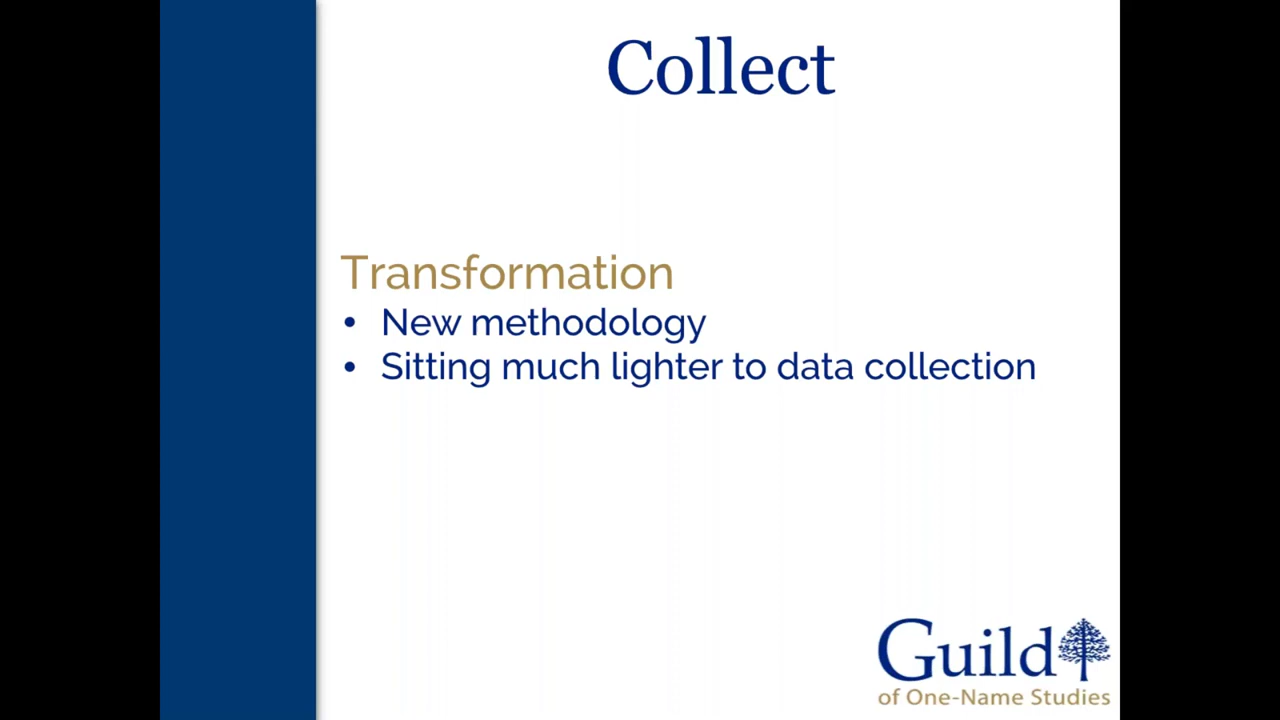 Collect
Transformation
• New methodology
• Sitting much lighter to data collection
Guild
of One-Name Studies